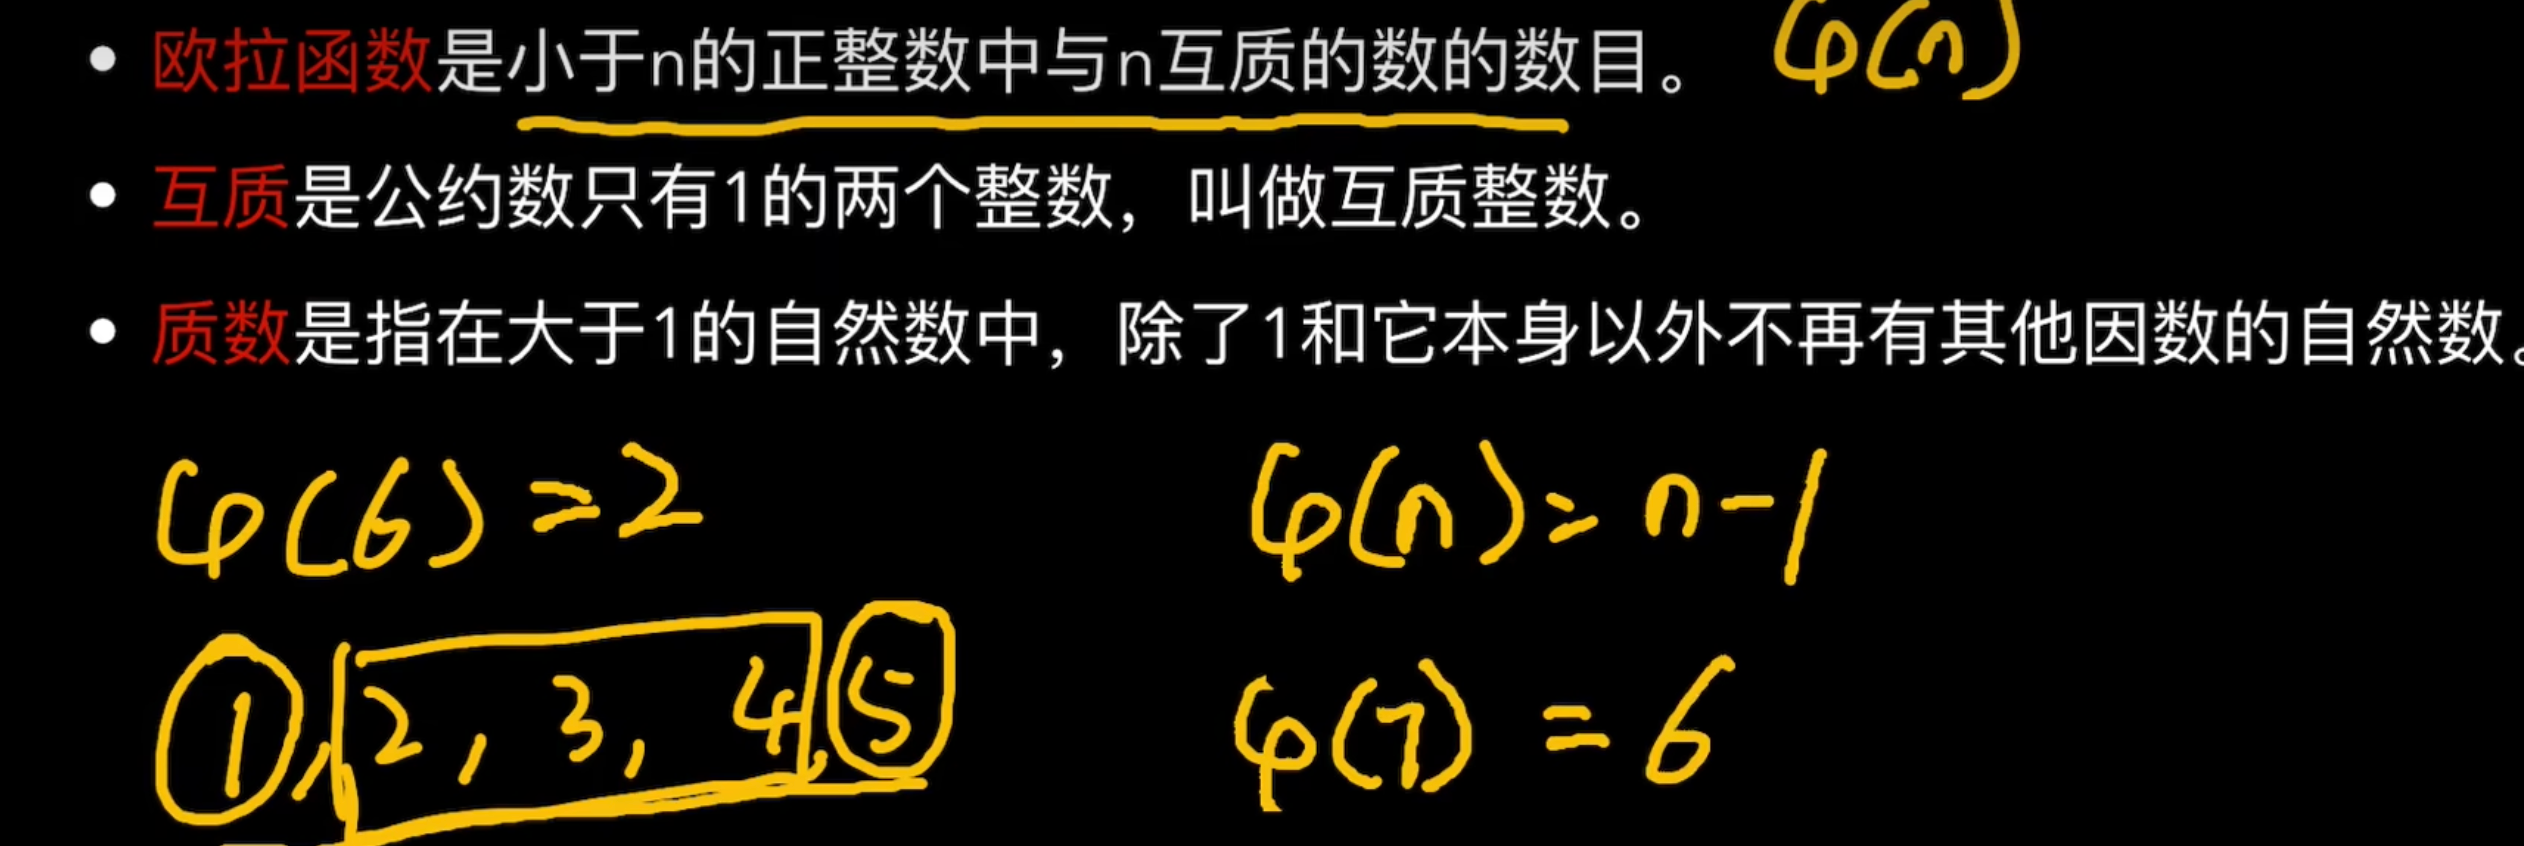 • 欧拉函数是小于n的正整数中与n互质的数的数目。 φ(n)
• 互质是公约数只有1的两个整数，叫做互质整数。
• 质数是指在大于1的自然数中，除了1和它本身以外不再有其他因数的自然数。
φ(6)=2 φ(n)=n-1
1,2,3,4,5 φ(7)=6